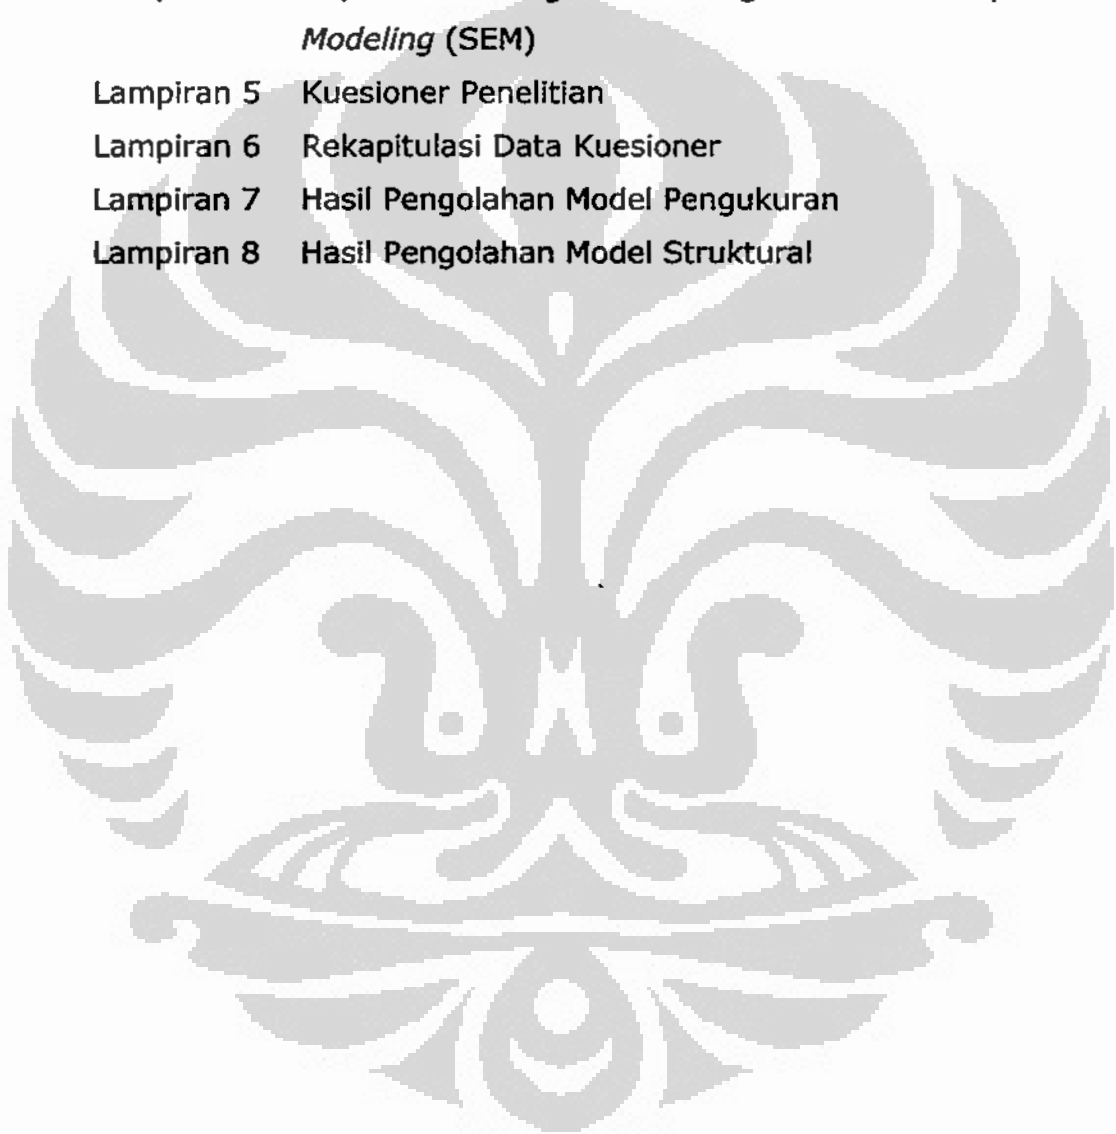 Modeling (SEM)
Lampiran 5 Kuesioner Penelitian
Lampiran 6 Rekapitulasi Data Kuesioner
Lampiran 7 Hasil Pengolahan Model Pengukuran
Lampiran 8 Hasil Pengolahan Model Struktural